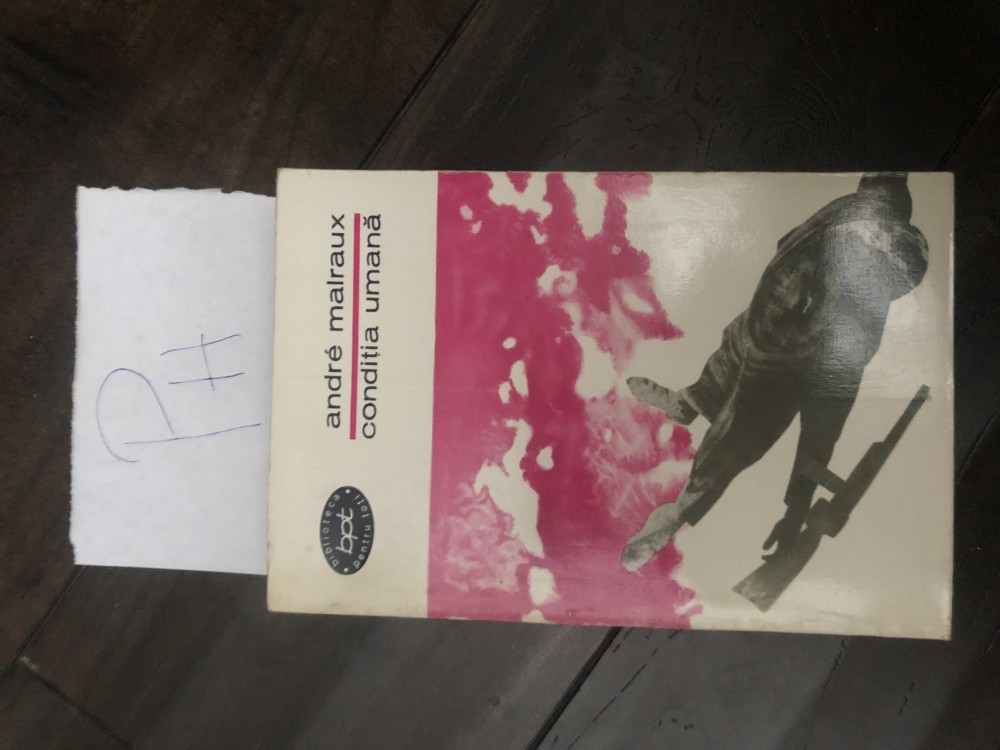 PH
andré malraux
condiția umană
biblioteca
bpt
pentru toți